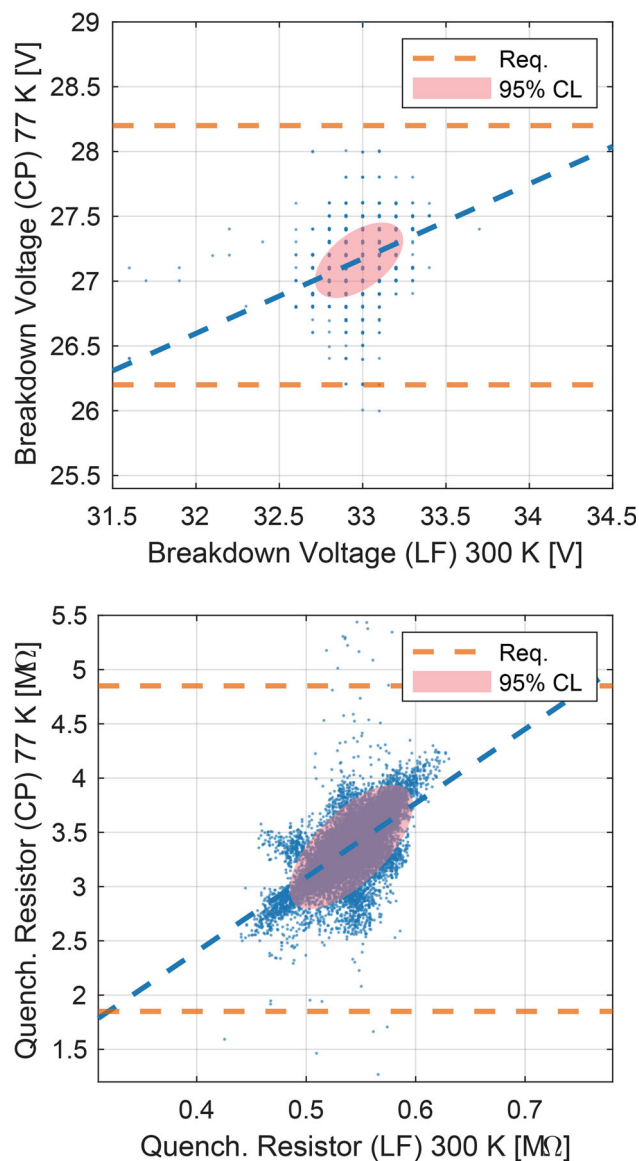 29
28.5
28
27.5
27
26.5
26
25.5
Breakdown Voltage (CP) 77 K [V]
Req.
95% CL
31.5 32 32.5 33 33.5 34 34.5
Breakdown Voltage (LF) 300 K [V]
5.5
5
4.5
4
3.5
3
2.5
2
1.5
Quench. Resistor (CP) 77 K [MΩ]
Req.
95% CL
0.4 0.5 0.6 0.7
Quench. Resistor (LF) 300 K [MΩ]